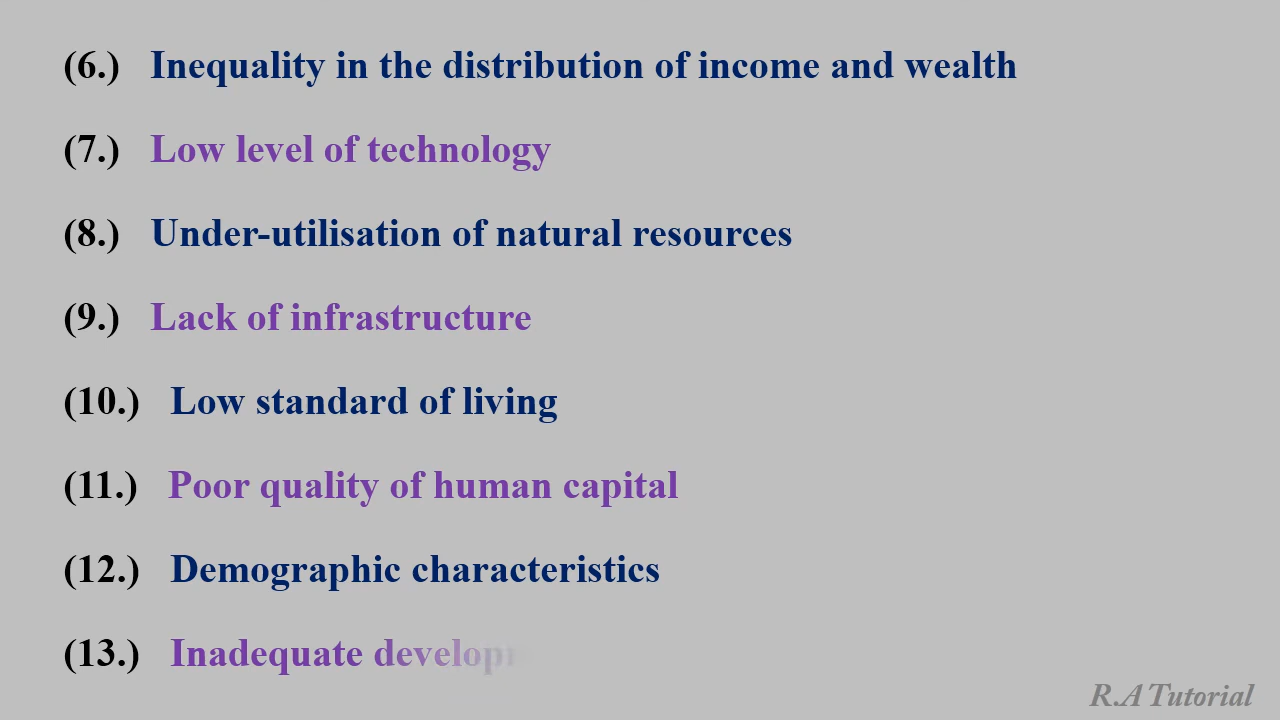 (6.) Inequality in the distribution of income and wealth
(7.) Low level of technology
(8.) Under-utilisation of natural resources
(9.) Lack of infrastructure
(10.) Low standard of living
(11.) Poor quality of human capital
(12.) Demographic characteristics
(13.) Inadequate
R.A Tutorial